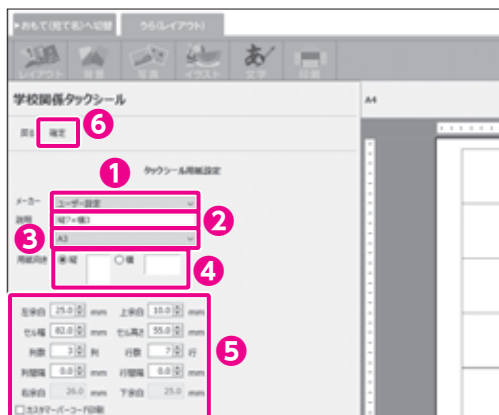 ▶おもて(宛て名)へ切替 うら(レイアウト)
レイアウト 背景 写真 イラスト 文字 印刷
学校関係タックシール A4
戻る 確定 6
1 タックシール用紙設定
メーカー ユーザー設定
説明 縦7×横3 2
3 A3
用紙向き 縦 横 4
左余白 25.0 mm 上余白 10.0 mm
セル幅 82.0 mm セル高さ 55.0 mm
列数 3 列 行数 7 行 5
列間隔 0.0 mm 行間隔 0.0 mm
右余白 26.0 mm 下余白 25.0 mm
カスタマーバーコード印刷